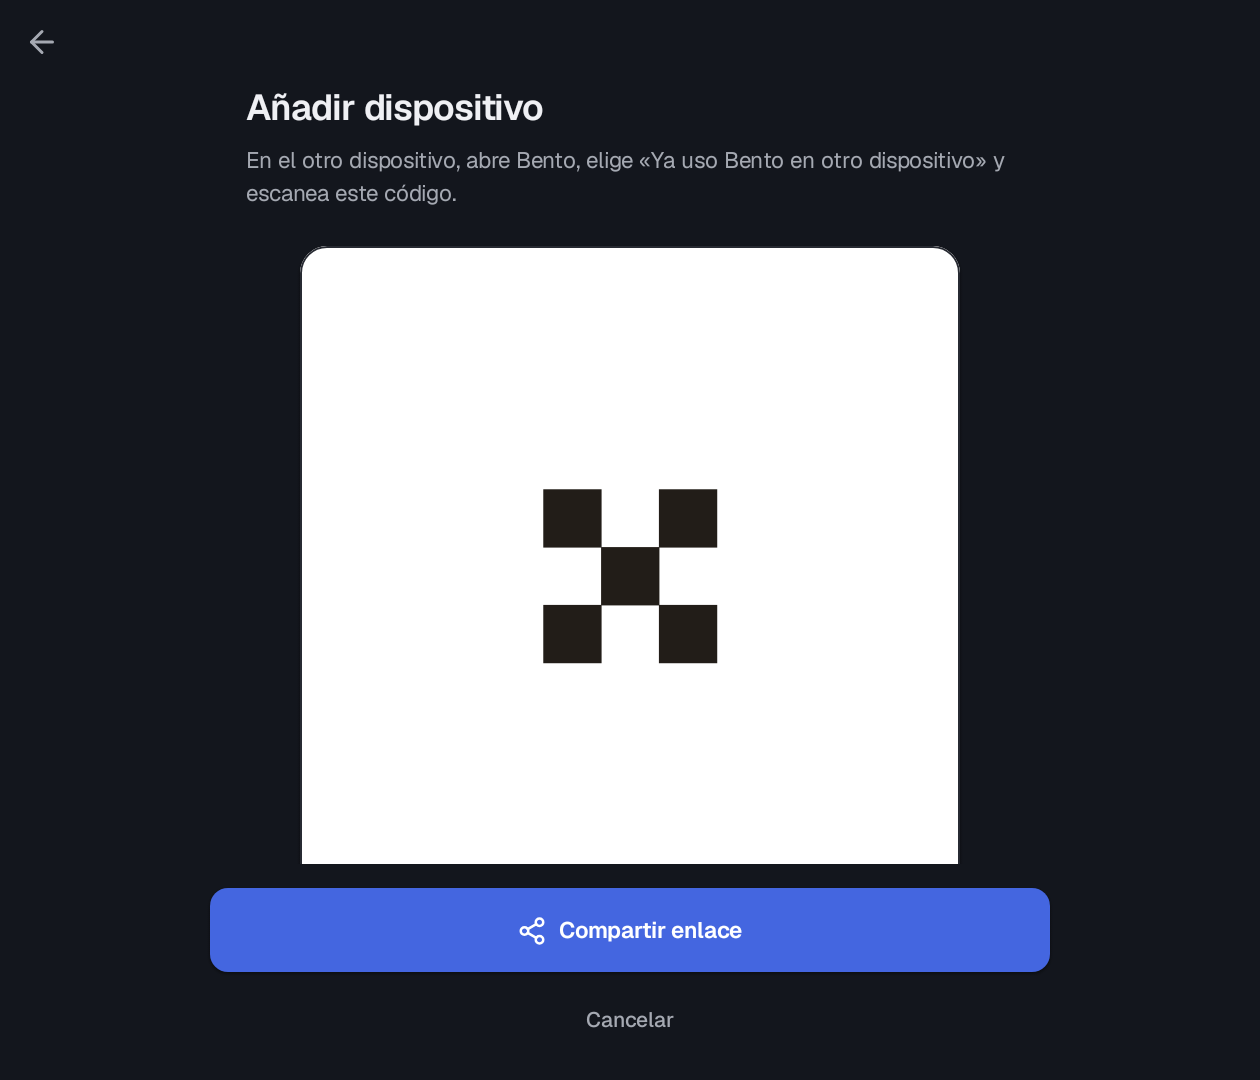 Añadir dispositivo
En el otro dispositivo, abre Bento, elige «Ya uso Bento en otro dispositivo» y
escanea este código.
Compartir enlace
Cancelar